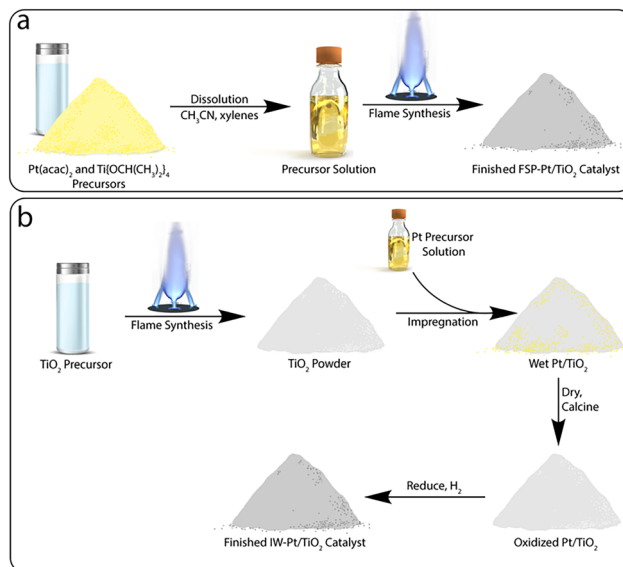 a
Dissolution
CH₃CN, xylenes
Flame Synthesis
Pt(acac)₂ and Ti{OCH(CH₃)₂}₄
Precursors
Precursor Solution
Finished FSP-Pt/TiO₂ Catalyst
b
Pt Precursor
Solution
Flame Synthesis
Impregnation
TiO₂ Precursor
TiO₂ Powder
Wet Pt/TiO₂
Dry,
Calcine
Reduce, H₂
Finished IW-Pt/TiO₂ Catalyst
Oxidized Pt/TiO₂